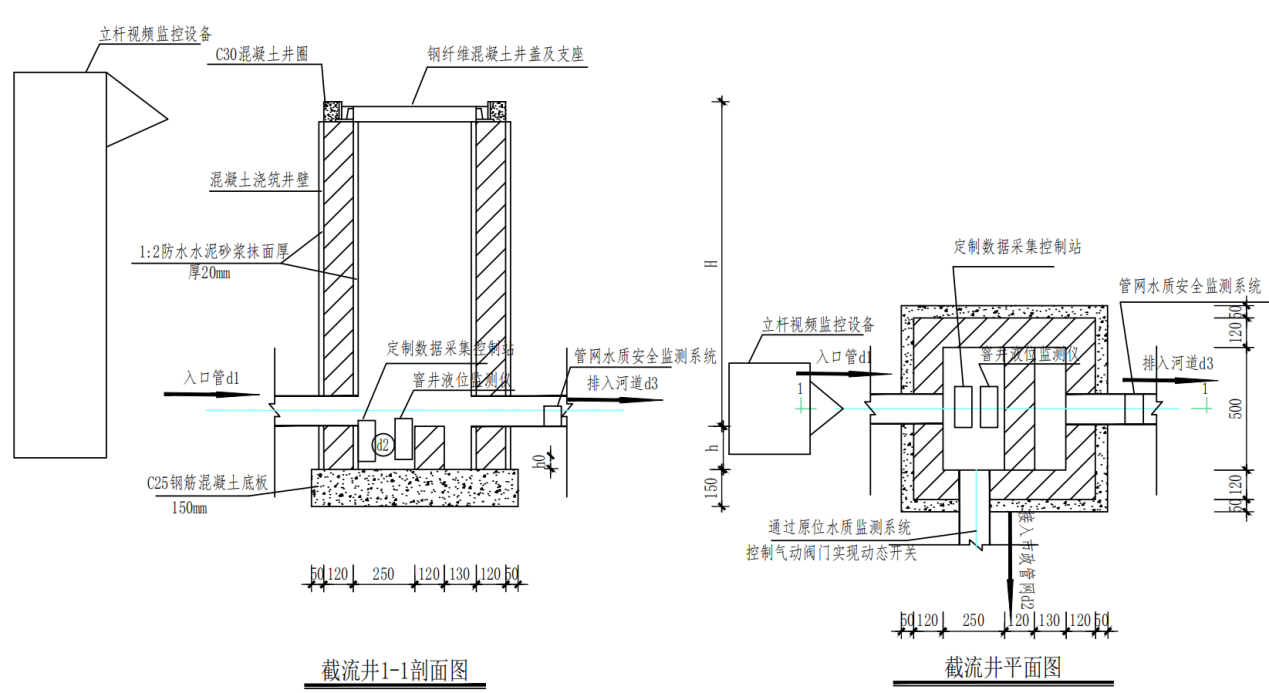 立杆视频监控设备
C30混凝土井圈
钢纤维混凝土井盖及支座
混凝土浇筑井壁
1:2防水水泥砂浆抹面厚
厚20mm
定制数据采集控制站
窨井液位监测仪
管网水质安全监测系统
入口管d1
排入河道d3
d2
h0
C25钢筋混凝土底板
150mm
50 120 250 120 130 120 50
截流井1-1剖面图
H
h
150
定制数据采集控制站
管网水质安全监测系统
立杆视频监控设备
入口管d1
窨井液位监测仪
排入河道d3
1
1
50
120
500
120
50
通过原位水质监测系统
控制气动阀门实现动态开关
接入市政管网d2
50 120 250 120 130 120 50
截流井平面图